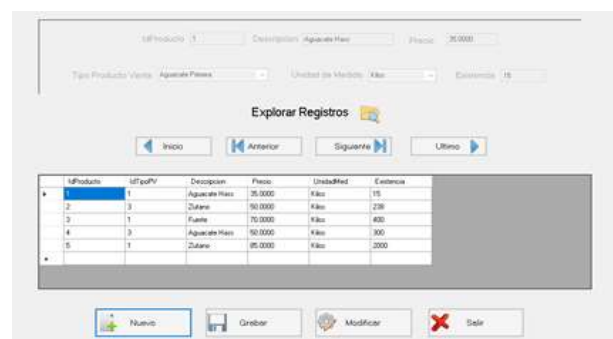 IdProducto 1 Descripcion Aguacate Hass Precio 35.0000
Tipo Producto Venta Aguacate Primera Unidad de Medida Kilos Existencia 15
Explorar Registros
Inicio Anterior Siguiente Ultimo
IdProducto IdTipoPV Descripcion Precio UnidadMed Existencia
1 1 Aguacate Hass 35.0000 Kilos 15
2 3 Zutano 50.0000 Kilos 238
3 1 Fuerte 70.0000 Kilos 400
4 3 Aguacate Hass 50.0000 Kilos 300
5 1 Zutano 85.0000 Kilos 2000
Nuevo Grabar Modificar Salir